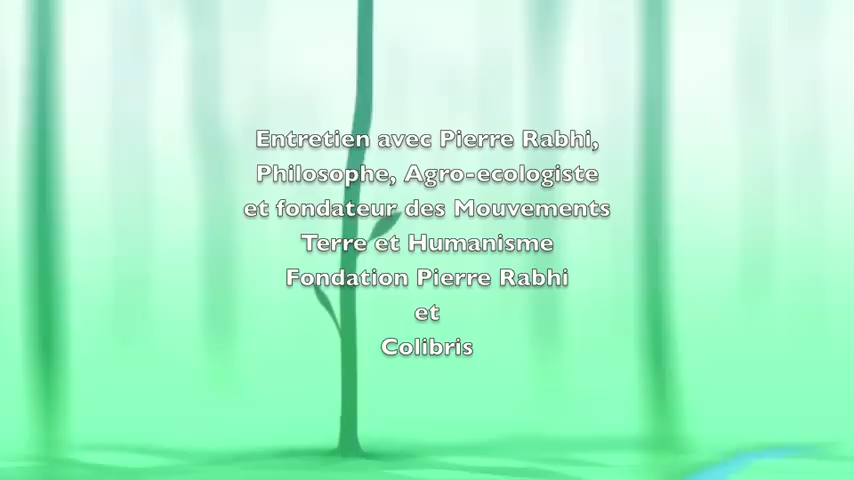 Entretien avec Pierre Rabhi,
Philosophe, Agro-ecologiste
et fondateur des Mouvements
Terre et Humanisme
Fondation Pierre Rabhi
et
Colibris